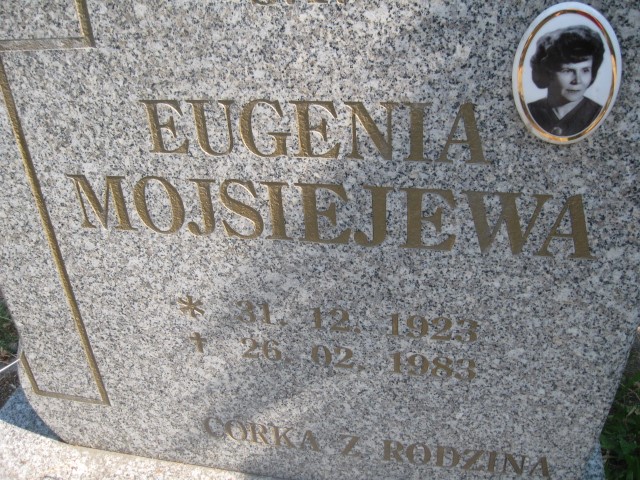 EUGENIA
MOJSIEJEWA
* 31. 12. 1923
† 26. 02. 1983
CÓRKA Z RODZINĄ